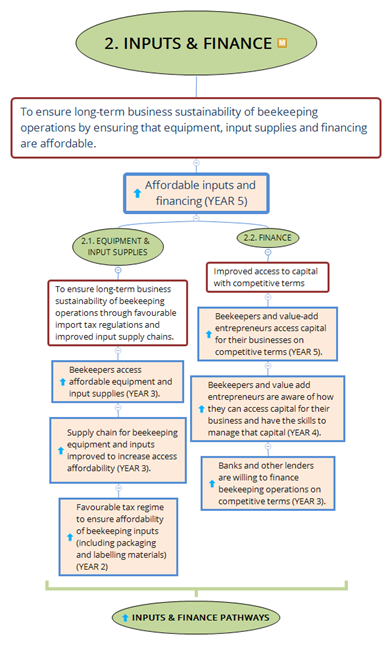 2. INPUTS & FINANCE M
To ensure long-term business sustainability of beekeeping
operations by ensuring that equipment, input supplies and financing
are affordable.
Affordable inputs and
financing (YEAR 5)
2.1. EQUIPMENT &
INPUT SUPPLIES
To ensure long-term business
sustainability of beekeeping
operations through favourable
import tax regulations and
improved input supply chains.
Beekeepers access
affordable equipment and
input supplies (YEAR 3).
Supply chain for beekeeping
equipment and inputs
improved to increase access
affordability (YEAR 3).
Favourable tax regime
to ensure affordability
of beekeeping inputs
(including packaging
and labelling materials)
(YEAR 2)
2.2. FINANCE
Improved access to capital
with competitive terms
Beekeepers and value-add
entrepreneurs access capital
for their businesses on
competitive terms (YEAR 5).
Beekeepers and value add
entrepreneurs are aware of how
they can access capital for their
business and have the skills to
manage that capital (YEAR 4).
Banks and other lenders
are willing to finance
beekeeping operations on
competitive terms (YEAR 3).
INPUTS & FINANCE PATHWAYS